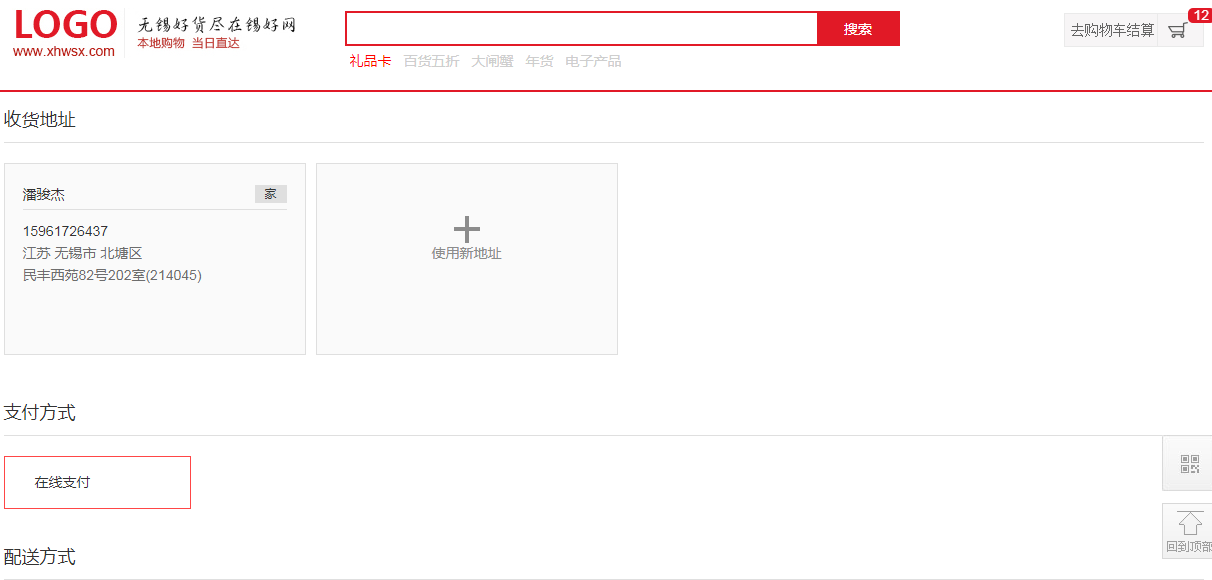 LOGO
www.xhwsx.com
无锡好货尽在锡好网
本地购物 当日直达
搜索
礼品卡 百货五折 大闸蟹 年货 电子产品
去购物车结算
12
收货地址
潘骏杰
家
15961726437
江苏 无锡市 北塘区
民丰西苑82号202室(214045)
使用新地址
支付方式
在线支付
回到顶部
配送方式